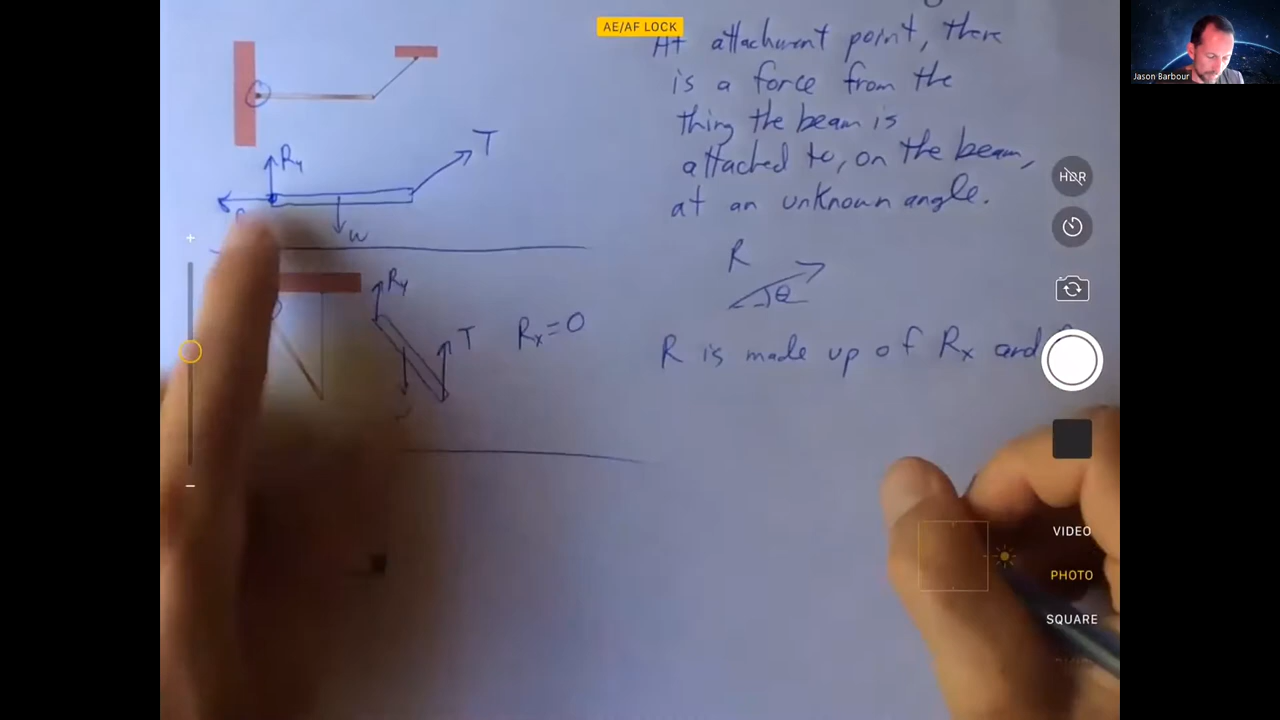 AE/AF LOCK
At attachment point, there
is a force from the
thing the beam is
attached to, on the beam,
at an unknown angle.
R
θ
R is made up of Rx and
Ry
T
W
Ry
T
Rx=0
HDR
VIDEO
PHOTO
SQUARE
Jason Barbour